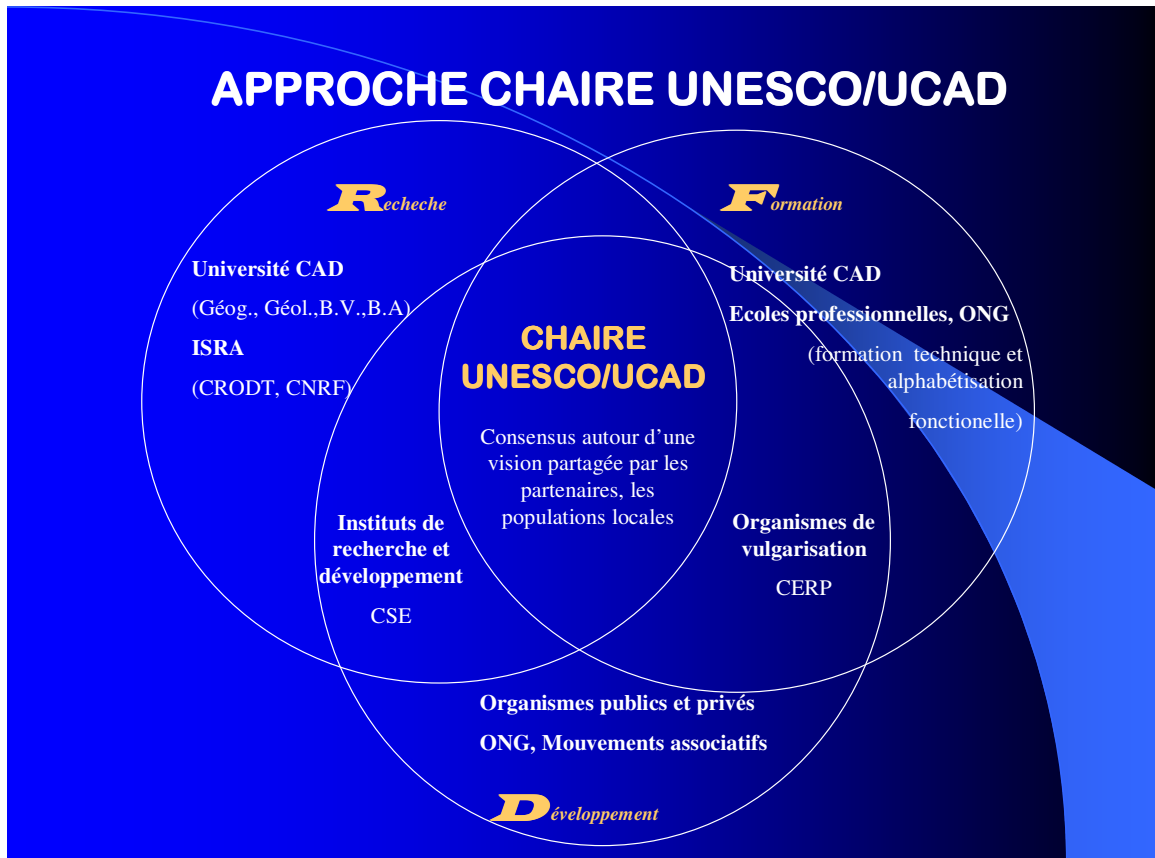 APPROCHE CHAIRE UNESCO/UCAD
Recheche
Université CAD
(Géog., Géol.,B.V.,B.A)
ISRA
(CRODT, CNRF)
Formation
Université CAD
Ecoles professionnelles, ONG
(formation technique et
alphabétisation
fonctionelle)
CHAIRE
UNESCO/UCAD
Consensus autour d’une
vision partagée par les
partenaires, les
populations locales
Instituts de
recherche et
développement
CSE
Organismes de
vulgarisation
CERP
Organismes publics et privés
ONG, Mouvements associatifs
Développement